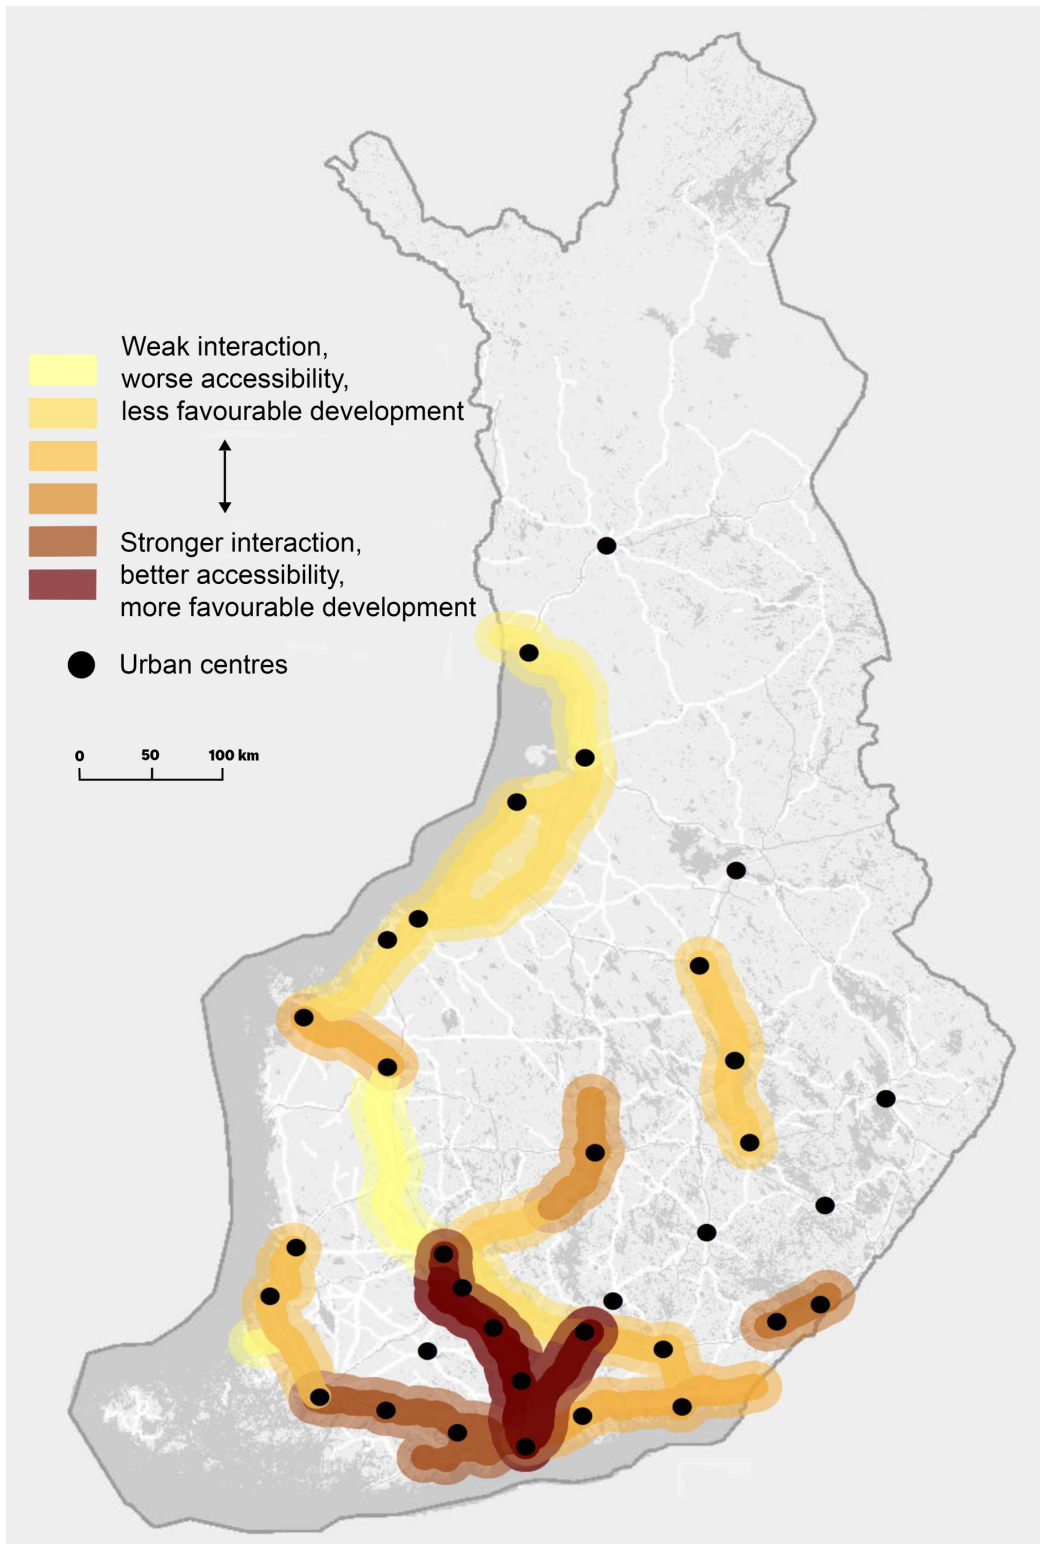 Weak interaction,
worse accessibility,
less favourable development
Stronger interaction,
better accessibility,
more favourable development
Urban centres
0 50 100 km